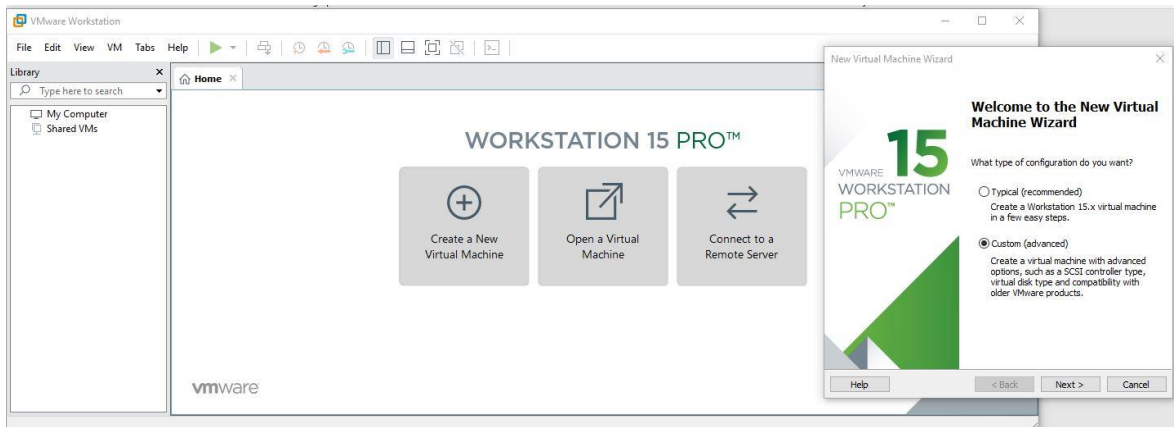 VMware Workstation
File Edit View VM Tabs Help
Library
Type here to search
My Computer
Shared VMs
Home
WORKSTATION 15 PRO™
Create a New
Virtual Machine
Open a Virtual
Machine
Connect to a
Remote Server
vmware
New Virtual Machine Wizard
15
VMWARE
WORKSTATION
PRO™
Welcome to the New Virtual
Machine Wizard
What type of configuration do you want?
Typical (recommended)
Create a Workstation 15.x virtual machine
in a few easy steps.
Custom (advanced)
Create a virtual machine with advanced
options, such as a SCSI controller type,
virtual disk type and compatibility with
older VMware products.
Help
< Back Next > Cancel